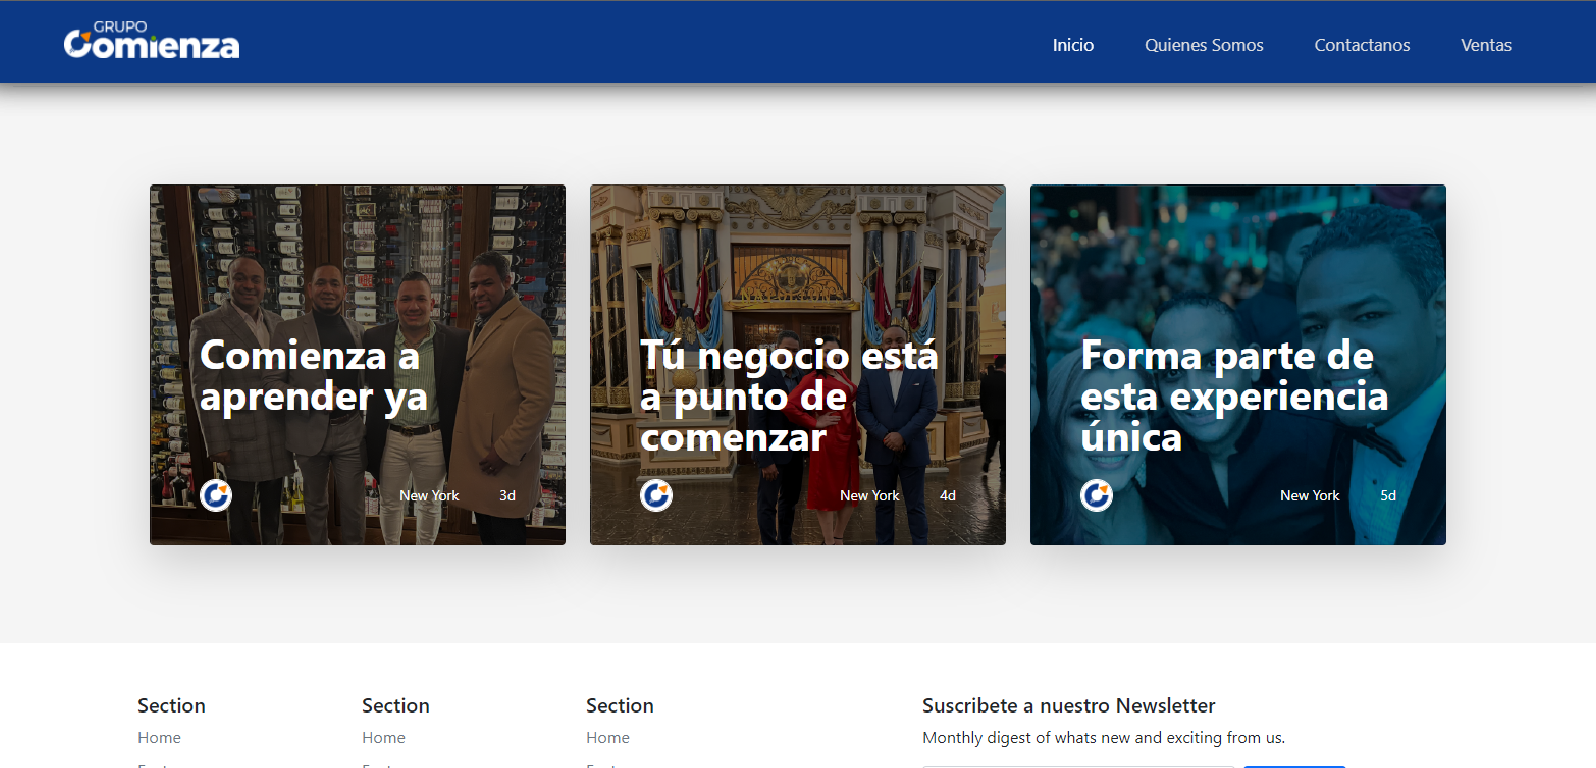 GRUPO
Comienza
Inicio
Quienes Somos
Contactanos
Ventas
Comienza a
aprender ya
New York
3d
Tú negocio está
a punto de
comenzar
New York
4d
Forma parte de
esta experiencia
única
New York
5d
Section
Home
Section
Home
Section
Home
Suscribete a nuestro Newsletter
Monthly digest of whats new and exciting from us.